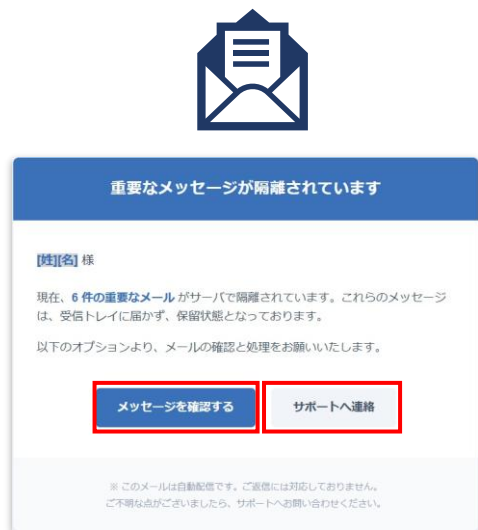 重要なメッセージが隔離されています
[姓][名] 様
現在、6 件の重要なメール がサーバで隔離されています。これらのメッセージ
は、受信トレイに届かず、保留状態となっております。
以下のオプションより、メールの確認と処理をお願いいたします。
メッセージを確認する
サポートへ連絡
※ このメールは自動配信です。ご返信には対応しておりません。
ご不明な点がございましたら、サポートへお問い合わせください。